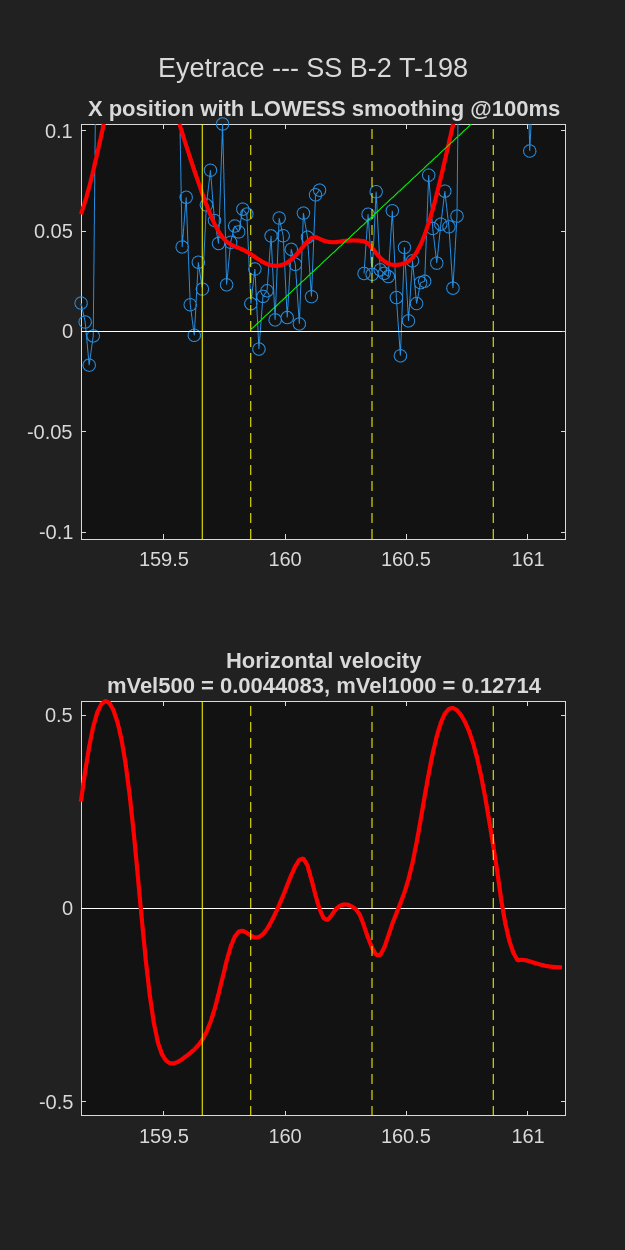 Eyetrace --- SS B-2 T-198
X position with LOWESS smoothing @100ms
0.1
0.05
0
-0.05
-0.1
159.5 160 160.5 161
Horizontal velocity
mVel500 = 0.0044083, mVel1000 = 0.12714
0.5
0
-0.5
159.5 160 160.5 161